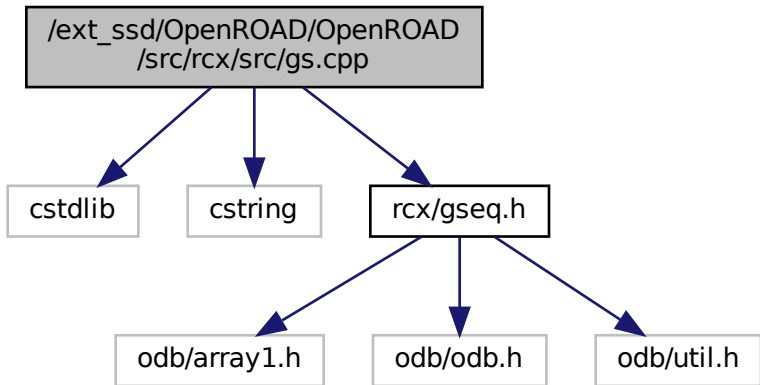 /ext_ssd/OpenROAD/OpenROAD
/src/rcx/src/gs.cpp
cstdlib
cstring
rcx/gseq.h
odb/array1.h
odb/odb.h
odb/util.h